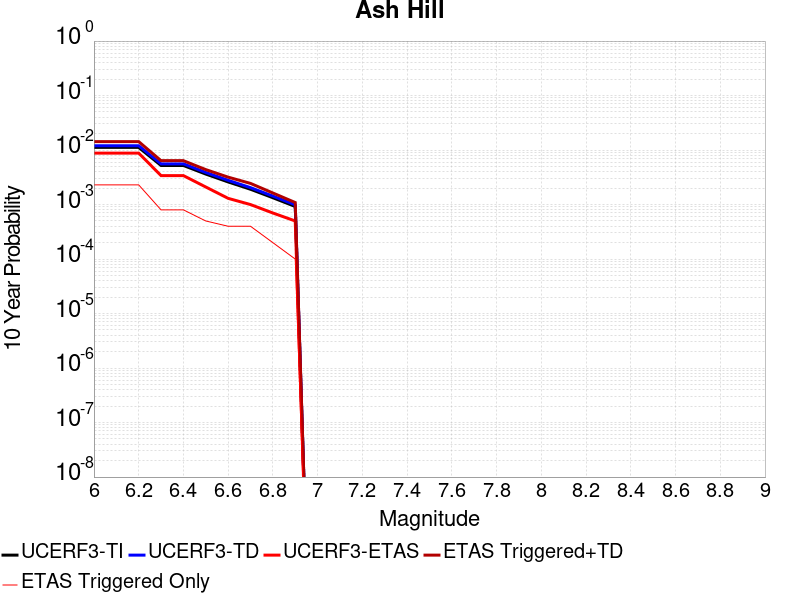 Ash Hill
10^0
10^-1
10^-2
10^-3
10^-4
10^-5
10^-6
10^-7
10^-8
10 Year Probability
6 6.2 6.4 6.6 6.8 7 7.2 7.4 7.6 7.8 8 8.2 8.4 8.6 8.8 9
Magnitude
UCERF3-TI UCERF3-TD UCERF3-ETAS ETAS Triggered+TD
ETAS Triggered Only